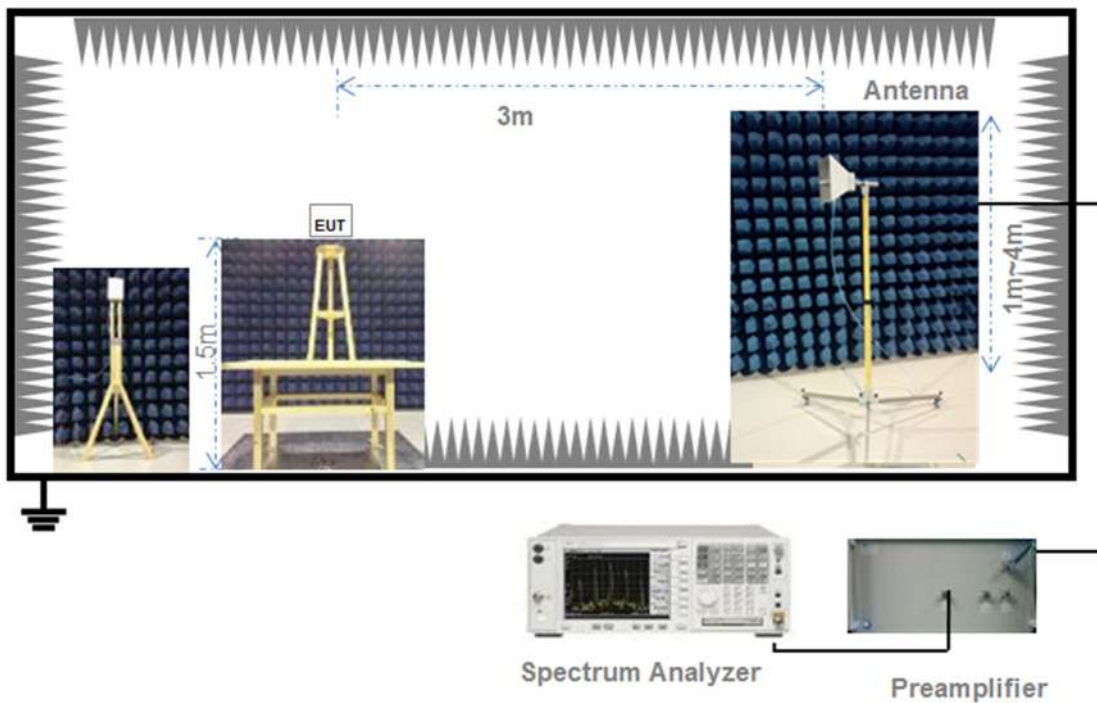 Antenna
3m
EUT
1.5m
1m~4m
Spectrum Analyzer
Preamplifier